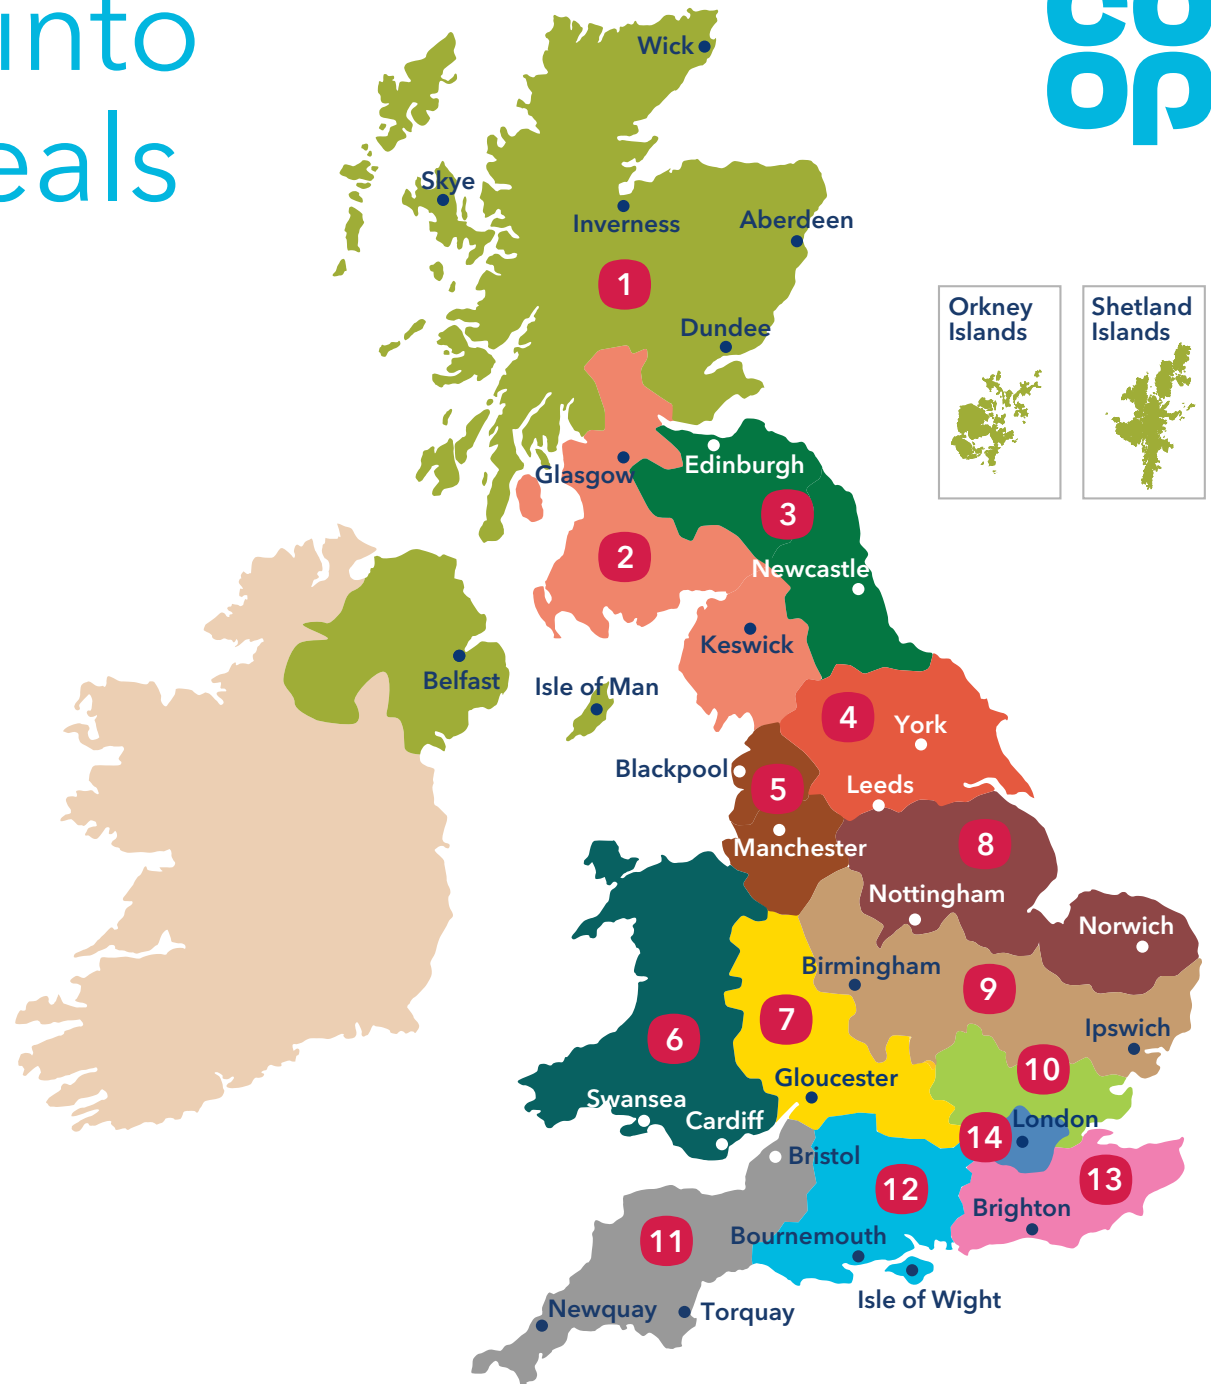 into
eals
co
op
Wick
Skye
Inverness
Aberdeen
1
Dundee
Orkney
Islands
Shetland
Islands
Glasgow
Edinburgh
3
2
Newcastle
Keswick
Belfast
Isle of Man
4
York
Blackpool
5
Leeds
Manchester
8
Nottingham
Norwich
Birmingham
9
7
6
Ipswich
10
Gloucester
Swansea
Cardiff
London
14
Bristol
13
12
Brighton
11
Bournemouth
Isle of Wight
Newquay
Torquay